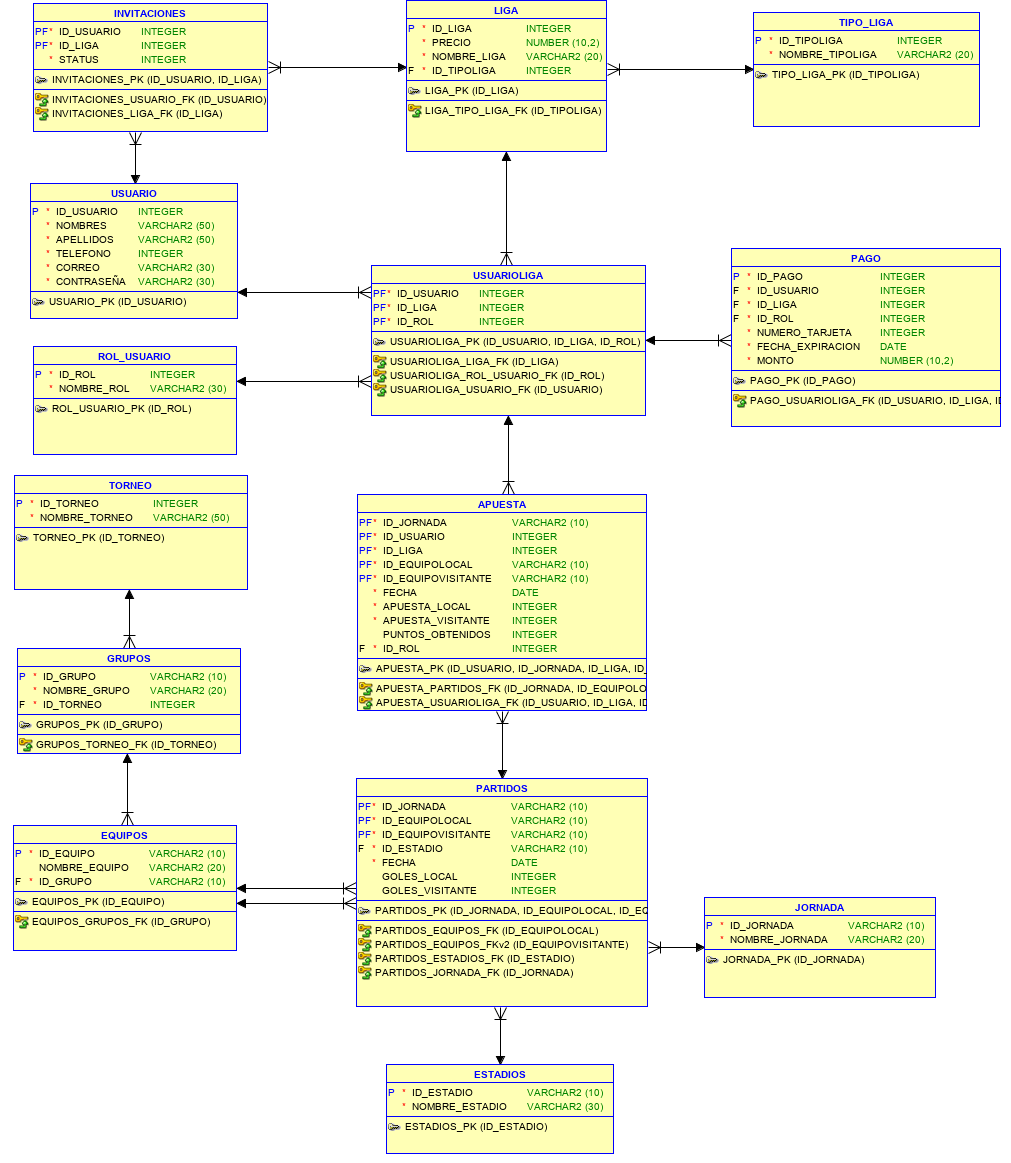 INVITACIONES
PF* ID_USUARIO INTEGER
PF* ID_LIGA INTEGER
* STATUS INTEGER
INVITACIONES_PK (ID_USUARIO, ID_LIGA)
INVITACIONES_USUARIO_FK (ID_USUARIO)
INVITACIONES_LIGA_FK (ID_LIGA)
LIGA
P * ID_LIGA INTEGER
* PRECIO NUMBER (10,2)
* NOMBRE_LIGA VARCHAR2 (20)
F * ID_TIPOLIGA INTEGER
LIGA_PK (ID_LIGA)
LIGA_TIPO_LIGA_FK (ID_TIPOLIGA)
TIPO_LIGA
P * ID_TIPOLIGA INTEGER
* NOMBRE_TIPOLIGA VARCHAR2 (20)
TIPO_LIGA_PK (ID_TIPOLIGA)
USUARIO
P * ID_USUARIO INTEGER
* NOMBRES VARCHAR2 (50)
* APELLIDOS VARCHAR2 (50)
* TELEFONO INTEGER
* CORREO VARCHAR2 (30)
* CONTRASEÑA VARCHAR2 (30)
USUARIO_PK (ID_USUARIO)
USUARIOLIGA
PF* ID_USUARIO INTEGER
PF* ID_LIGA INTEGER
PF* ID_ROL INTEGER
USUARIOLIGA_PK (ID_USUARIO, ID_LIGA, ID_ROL)
USUARIOLIGA_LIGA_FK (ID_LIGA)
USUARIOLIGA_ROL_USUARIO_FK (ID_ROL)
USUARIOLIGA_USUARIO_FK (ID_USUARIO)
PAGO
P * ID_PAGO INTEGER
F * ID_USUARIO INTEGER
F * ID_LIGA INTEGER
F * ID_ROL INTEGER
* NUMERO_TARJETA INTEGER
* FECHA_EXPIRACION DATE
* MONTO NUMBER (10,2)
PAGO_PK (ID_PAGO)
PAGO_USUARIOLIGA_FK (ID_USUARIO, ID_LIGA,
ROL_USUARIO
P * ID_ROL INTEGER
* NOMBRE_ROL VARCHAR2 (30)
ROL_USUARIO_PK (ID_ROL)
TORNEO
P * ID_TORNEO INTEGER
* NOMBRE_TORNEO VARCHAR2 (50)
TORNEO_PK (ID_TORNEO)
APUESTA
PF* ID_JORNADA VARCHAR2 (10)
PF* ID_USUARIO INTEGER
PF* ID_LIGA INTEGER
PF* ID_EQUIPOLOCAL VARCHAR2 (10)
PF* ID_EQUIPOVISITANTE VARCHAR2 (10)
* FECHA DATE
* APUESTA_LOCAL INTEGER
* APUESTA_VISITANTE INTEGER
PUNTOS_OBTENIDOS INTEGER
F * ID_ROL INTEGER
APUESTA_PK (ID_USUARIO, ID_JORNADA, ID_LIGA, ID_
APUESTA_PARTIDOS_FK (ID_JORNADA, ID_EQUIPOLO
APUESTA_USUARIOLIGA_FK (ID_USUARIO, ID_LIGA, ID
GRUPOS
P * ID_GRUPO VARCHAR2 (10)
* NOMBRE_GRUPO VARCHAR2 (20)
F * ID_TORNEO INTEGER
GRUPOS_PK (ID_GRUPO)
GRUPOS_TORNEO_FK (ID_TORNEO)
EQUIPOS
P * ID_EQUIPO VARCHAR2 (10)
NOMBRE_EQUIPO VARCHAR2 (20)
F * ID_GRUPO VARCHAR2 (10)
EQUIPOS_PK (ID_EQUIPO)
EQUIPOS_GRUPOS_FK (ID_GRUPO)
PARTIDOS
PF* ID_JORNADA VARCHAR2 (10)
PF* ID_EQUIPOLOCAL VARCHAR2 (10)
PF* ID_EQUIPOVISITANTE VARCHAR2 (10)
F * ID_ESTADIO VARCHAR2 (10)
* FECHA DATE
GOLES_LOCAL INTEGER
GOLES_VISITANTE INTEGER
PARTIDOS_PK (ID_JORNADA, ID_EQUIPOLOCAL, ID_EQ
PARTIDOS_EQUIPOS_FK (ID_EQUIPOLOCAL)
PARTIDOS_EQUIPOS_FKv2 (ID_EQUIPOVISITANTE)
PARTIDOS_ESTADIOS_FK (ID_ESTADIO)
PARTIDOS_JORNADA_FK (ID_JORNADA)
JORNADA
P * ID_JORNADA VARCHAR2 (10)
* NOMBRE_JORNADA VARCHAR2 (20)
JORNADA_PK (ID_JORNADA)
ESTADIOS
P * ID_ESTADIO VARCHAR2 (10)
* NOMBRE_ESTADIO VARCHAR2 (30)
ESTADIOS_PK (ID_ESTADIO)